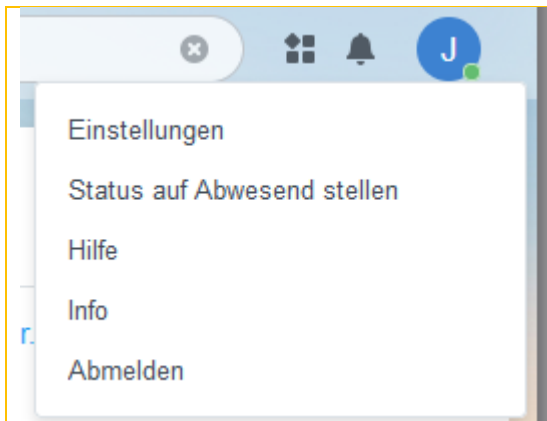 J
Einstellungen
Status auf Abwesend stellen
Hilfe
Info
r.
Abmelden